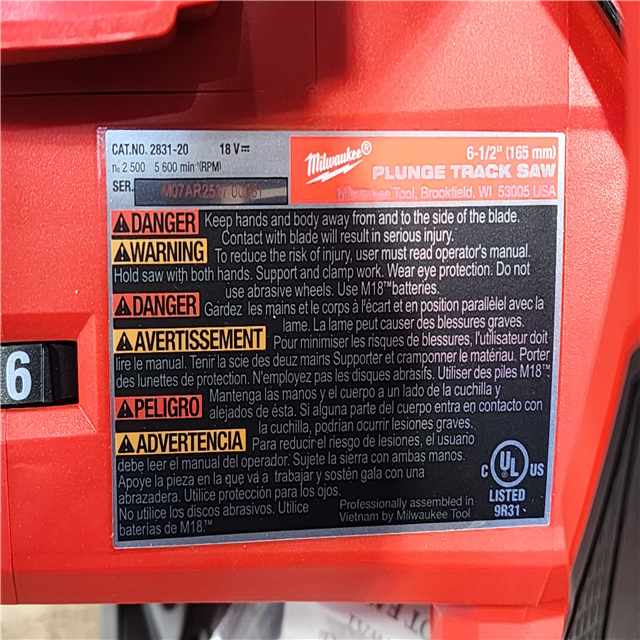 CAT.NO. 2831-20 18 V
n₀ 2 500 5 600 min⁻¹(RPM)
SER.
Milwaukee®
6-1/2" (165 mm)
PLUNGE TRACK SAW
Milwaukee Tool, Brookfield, WI 53005 USA
DANGER Keep hands and body away from and to the side of the blade.
Contact with blade will result in serious injury.
WARNING To reduce the risk of injury, user must read operator's manual.
Hold saw with both hands. Support and clamp work. Wear eye protection. Do not
use abrasive wheels. Use M18™ batteries.
DANGER Gardez les mains et le corps à l'écart et en position parallèlel avec la
lame. La lame peut causer des blessures graves.
AVERTISSEMENT Pour minimiser les risques de blessures, l'utilisateur doit
lire le manual. Tenir la scie des deuz mains Supporter et cramponner le matériau. Porter
des lunettes de protection. N'employez pas les disques abrasifs. Utiliser des piles M18™
PELIGRO Mantenga las manos y el cuerpo a un lado de la cuchilla y
alejados de ésta. Si alguna parte del cuerpo entra en contacto con
la cuchilla, podrían ocurrir lesiones graves.
ADVERTENCIA Para reducir el riesgo de lesiones, el usuario
debe leer el manual del operador. Sujete la sierra con ambas manos.
Apoye la pieza en la que vá a trabajar y sostén gala con una
abrazadera. Utilice protección para los ojos.
No utilice los discos abrasivos. Utilice
baterías de M18™
Professionally assembled in
Vietnam by Milwaukee Tool
C UL US
LISTED
9R31
6